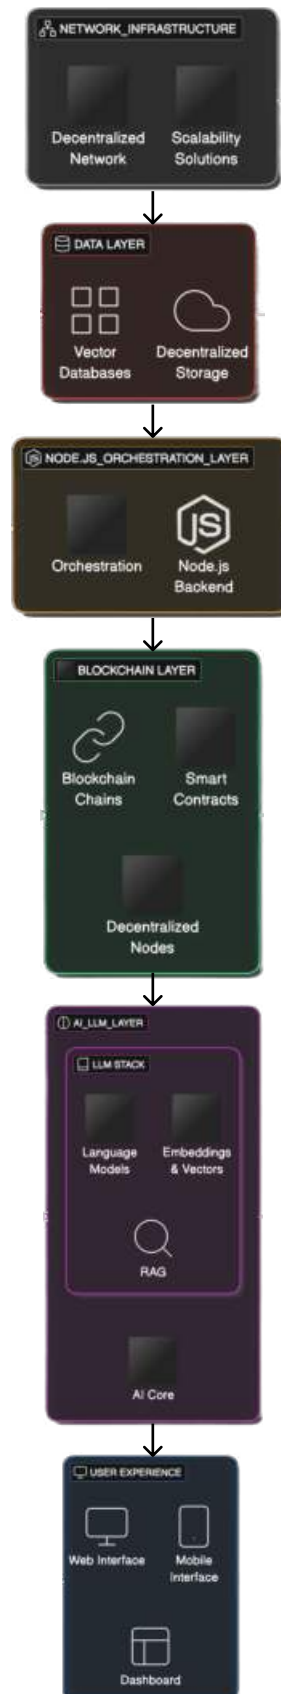 NETWORK_INFRASTRUCTURE
Decentralized
Network
Scalability
Solutions
DATA LAYER
Vector
Databases
Decentralized
Storage
JS NODE.JS_ORCHESTRATION_LAYER
Orchestration
JS
Node.js
Backend
BLOCKCHAIN LAYER
Blockchain
Chains
Smart
Contracts
Decentralized
Nodes
AI_LLM_LAYER
LLM STACK
Language
Models
Embeddings
& Vectors
RAG
AI Core
USER EXPERIENCE
Web Interface
Mobile
Interface
Dashboard